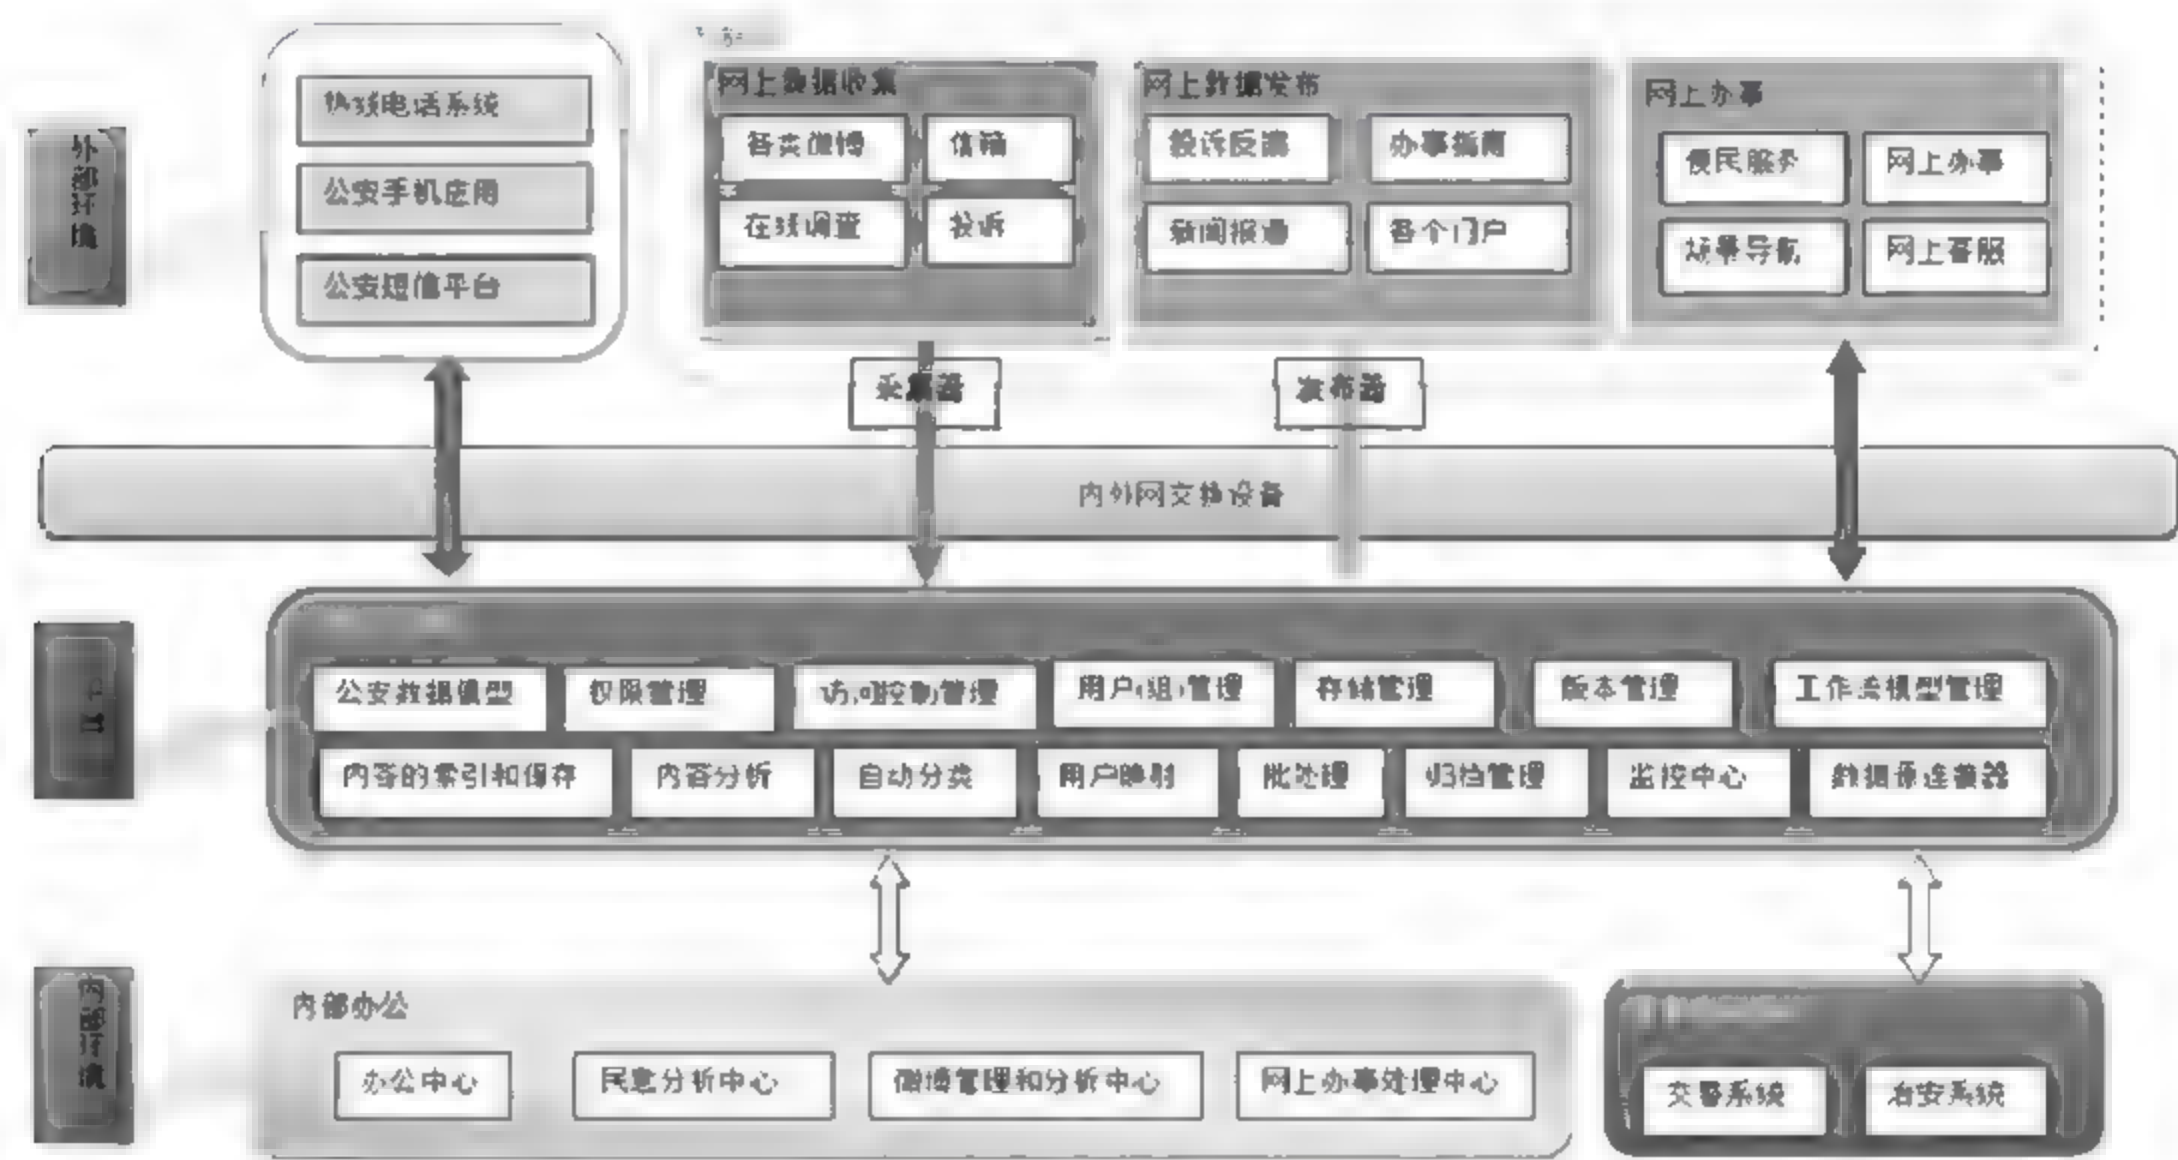 外部环境
热线电话系统
公安手机应用
公安短信平台
网上数据收集
各类微博
信箱
在线调查
投诉
网上数据发布
投诉反馈
办事指南
新闻报道
各个门户
网上办事
便民服务
网上办事
场景导航
网上客服
采集器
发布器
内外网交换设备
公安数据模型
权限管理
访问控制管理
用户(组)管理
存储管理
版本管理
工作流模型管理
内容的索引和保存
内容分析
自动分类
用户映射
批处理
归档管理
监控中心
数据源连接器
内部环境
内部办公
办公中心
民意分析中心
微博管理和分析中心
网上办事处理中心
交警系统
治安系统